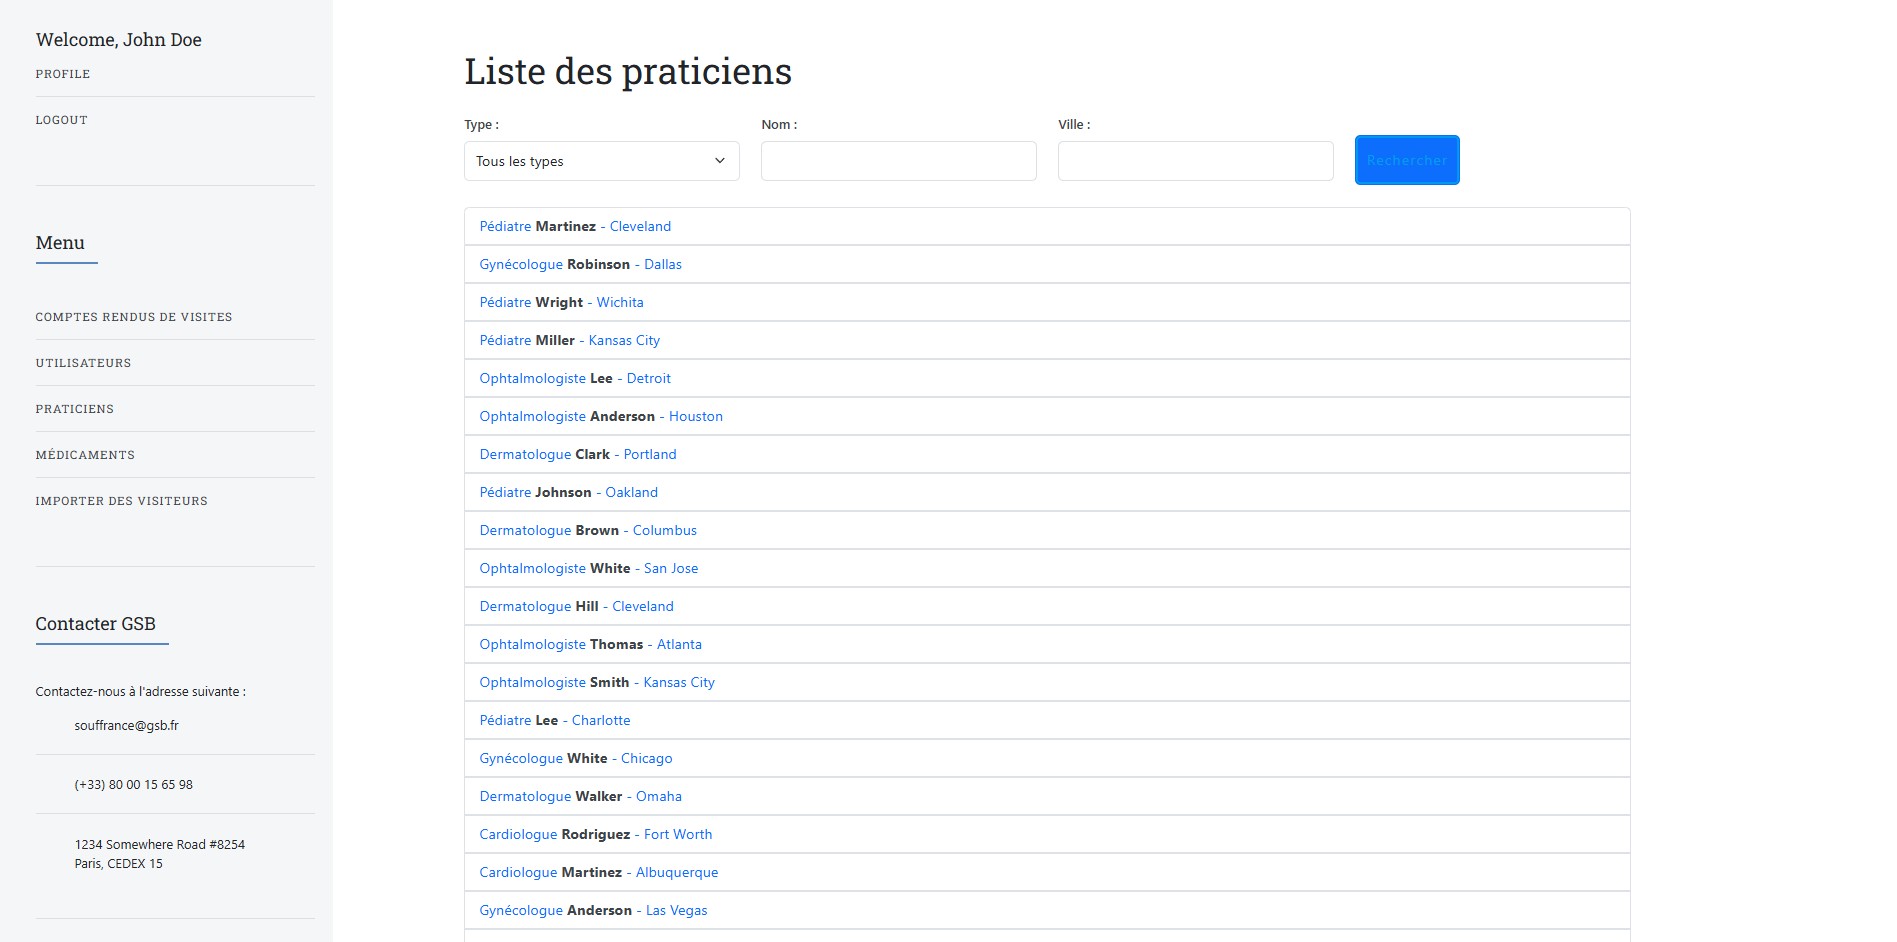 Welcome, John Doe
PROFILE
LOGOUT
Menu
COMPTES RENDUS DE VISITES
UTILISATEURS
PRATICIENS
MÉDICAMENTS
IMPORTER DES VISITEURS
Contacter GSB
Contactez-nous à l'adresse suivante :
souffrance@gsb.fr
(+33) 80 00 15 65 98
1234 Somewhere Road #8254
Paris, CEDEX 15
Liste des praticiens
Type :
Nom :
Ville :
Tous les types
Rechercher
Pédiatre Martinez - Cleveland
Gynécologue Robinson - Dallas
Pédiatre Wright - Wichita
Pédiatre Miller - Kansas City
Ophtalmologiste Lee - Detroit
Ophtalmologiste Anderson - Houston
Dermatologue Clark - Portland
Pédiatre Johnson - Oakland
Dermatologue Brown - Columbus
Ophtalmologiste White - San Jose
Dermatologue Hill - Cleveland
Ophtalmologiste Thomas - Atlanta
Ophtalmologiste Smith - Kansas City
Pédiatre Lee - Charlotte
Gynécologue White - Chicago
Dermatologue Walker - Omaha
Cardiologue Rodriguez - Fort Worth
Cardiologue Martinez - Albuquerque
Gynécologue Anderson - Las Vegas